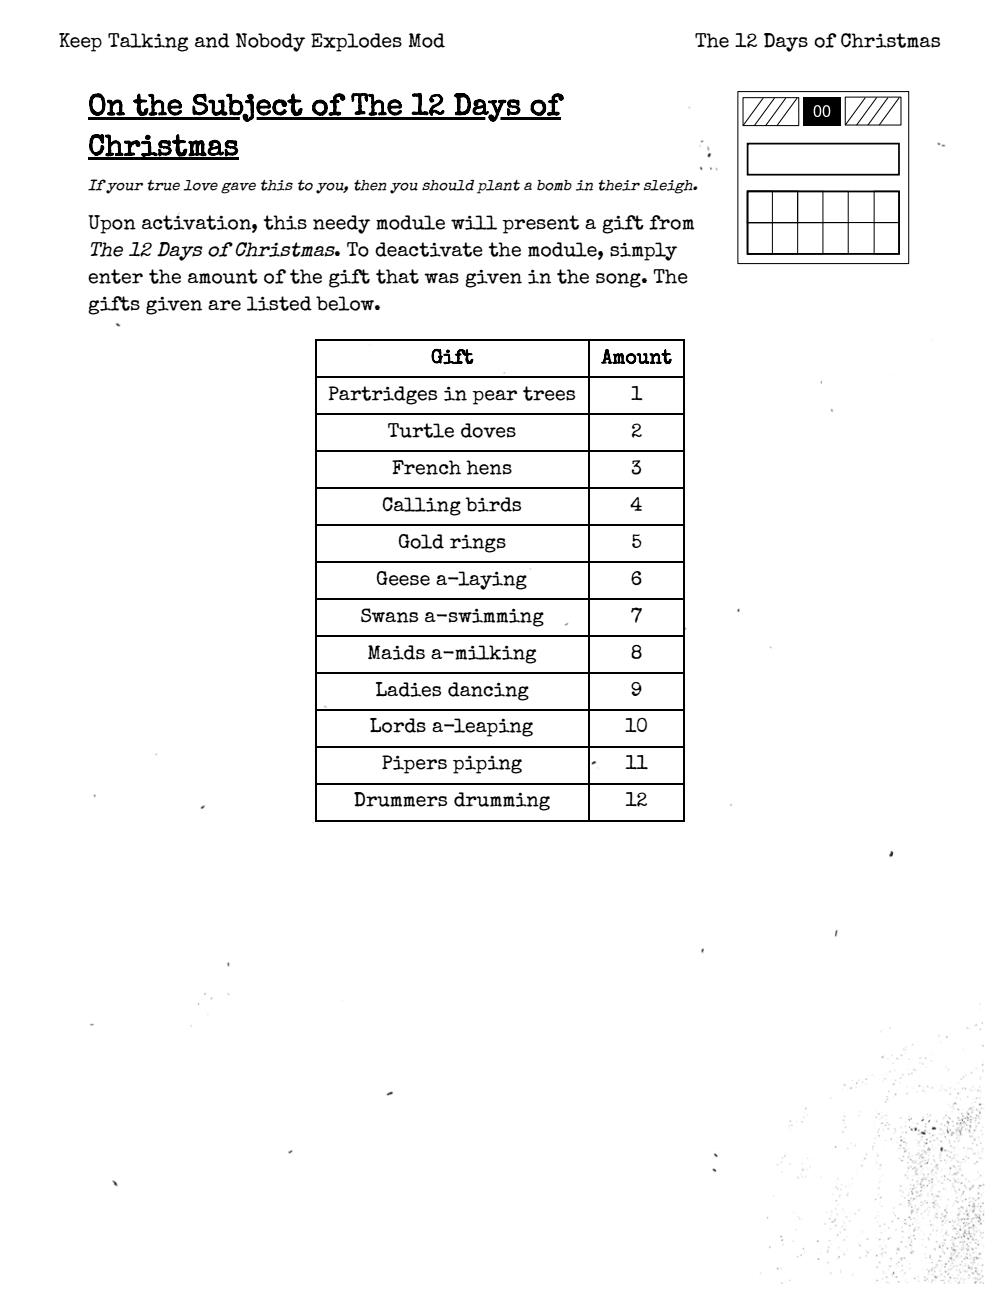 Keep Talking and Nobody Explodes Mod The 12 Days of Christmas
On the Subject of The 12 Days of
Christmas
If your true love gave this to you, then you should plant a bomb in their sleigh.
Upon activation, this needy module will present a gift from
The 12 Days of Christmas. To deactivate the module, simply
enter the amount of the gift that was given in the song. The
gifts given are listed below.
00
Gift Amount
Partridges in pear trees 1
Turtle doves 2
French hens 3
Calling birds 4
Gold rings 5
Geese a-laying 6
Swans a-swimming 7
Maids a-milking 8
Ladies dancing 9
Lords a-leaping 10
Pipers piping 11
Drummers drumming 12